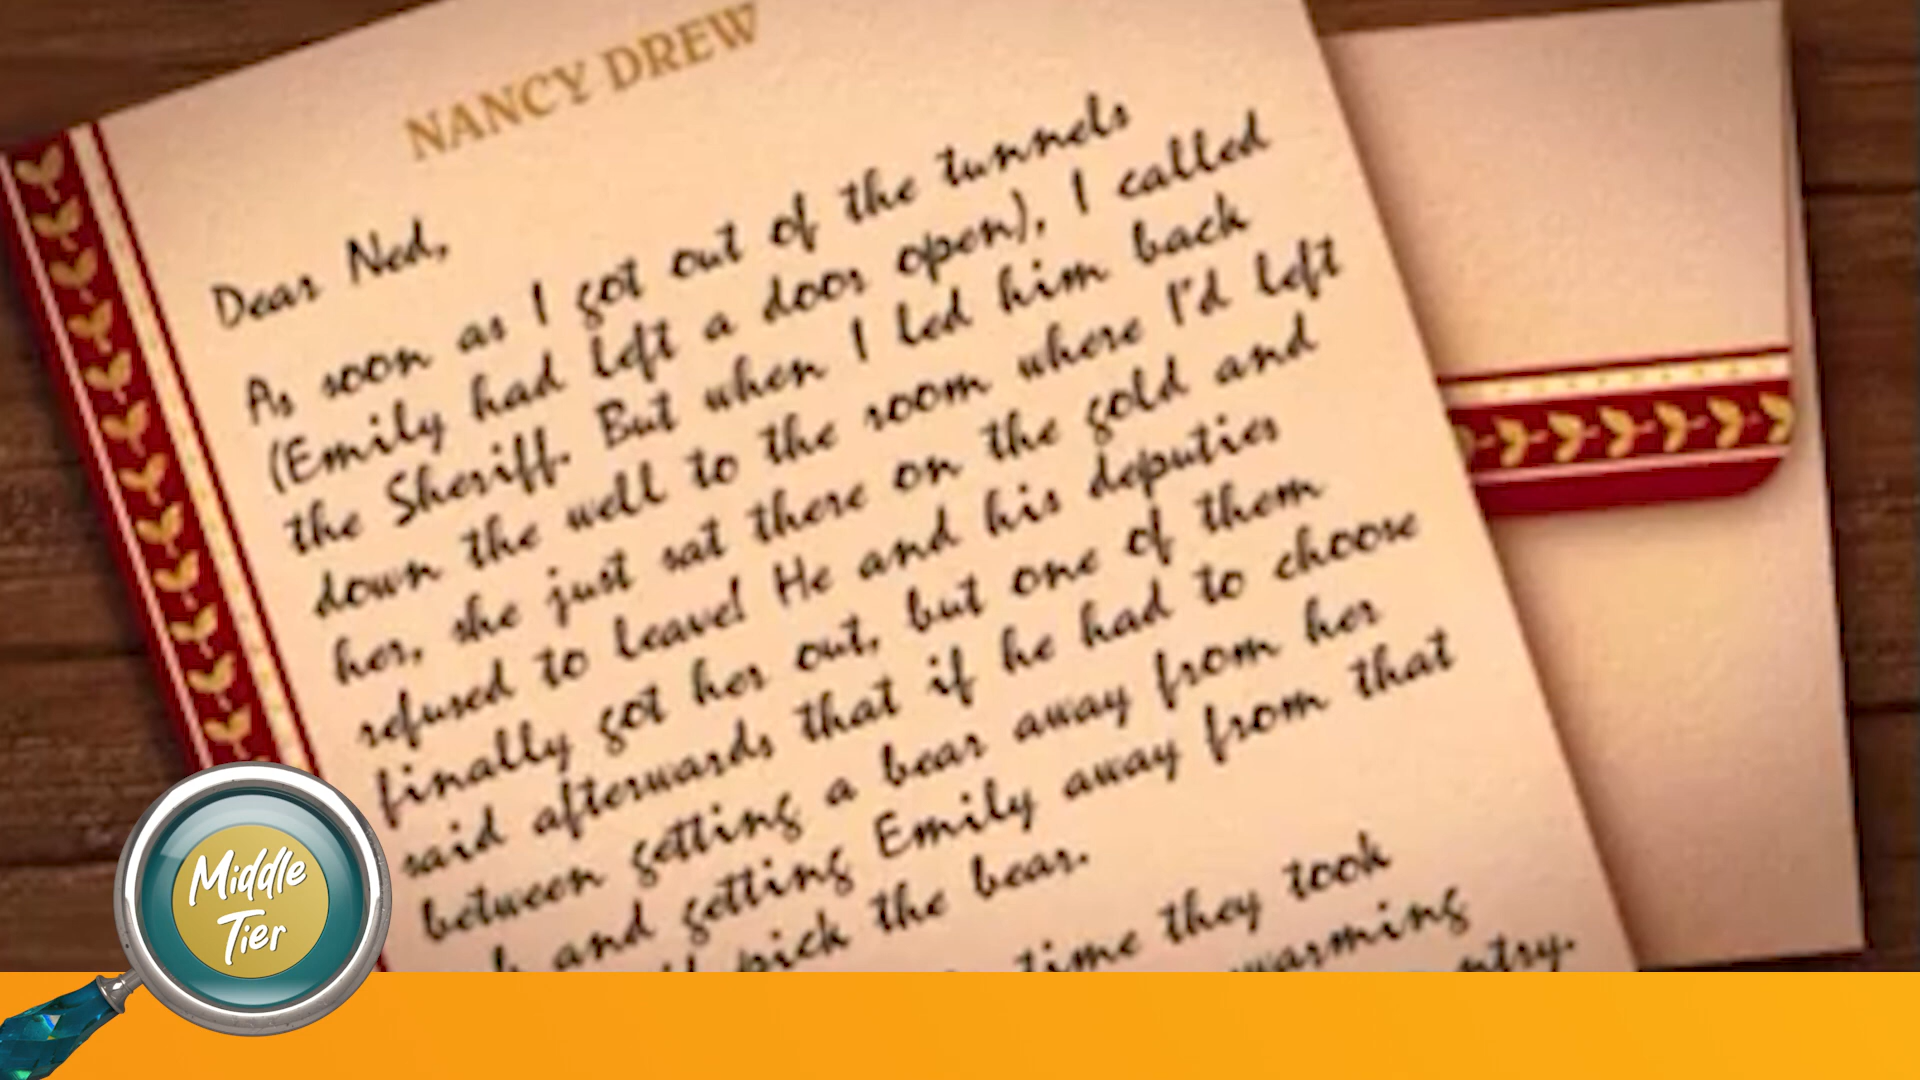 NANCY DREW
Dear Ned,
As soon as I got out of the tunnels
(Emily had left a door open), I called
the Sheriff. But when I led him back
down the well to the room where I'd left
her, she just sat there on the gold and
refused to leave! He and his deputies
finally got her out, but one of them
said afterwards that if he had to choose
between getting a bear away from her
and getting Emily away from that
pick the bear.
time they took
warming
Middle
Tier